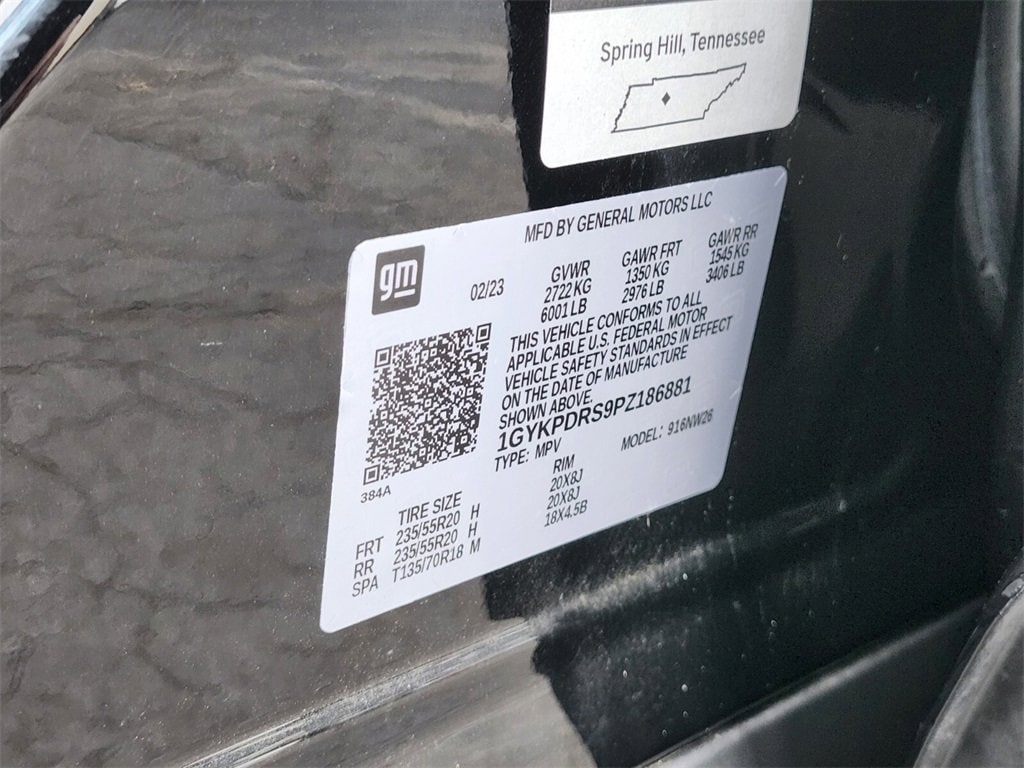 Spring Hill, Tennessee
MFD BY GENERAL MOTORS LLC
gm
02/23
GVWR
2722 KG
6001 LB
GAWR FRT
1350 KG
2976 LB
GAWR RR
1545 KG
3406 LB
THIS VEHICLE CONFORMS TO ALL
APPLICABLE U.S. FEDERAL MOTOR
VEHICLE SAFETY STANDARDS IN EFFECT
ON THE DATE OF MANUFACTURE
SHOWN ABOVE.
1GYKPDRS9PZ186881
TYPE: MPV MODEL: 916NW26
384A
TIRE SIZE RIM
FRT 235/55R20 H 20X8J
RR 235/55R20 H 20X8J
SPA T135/70R18 M 18X4.5B